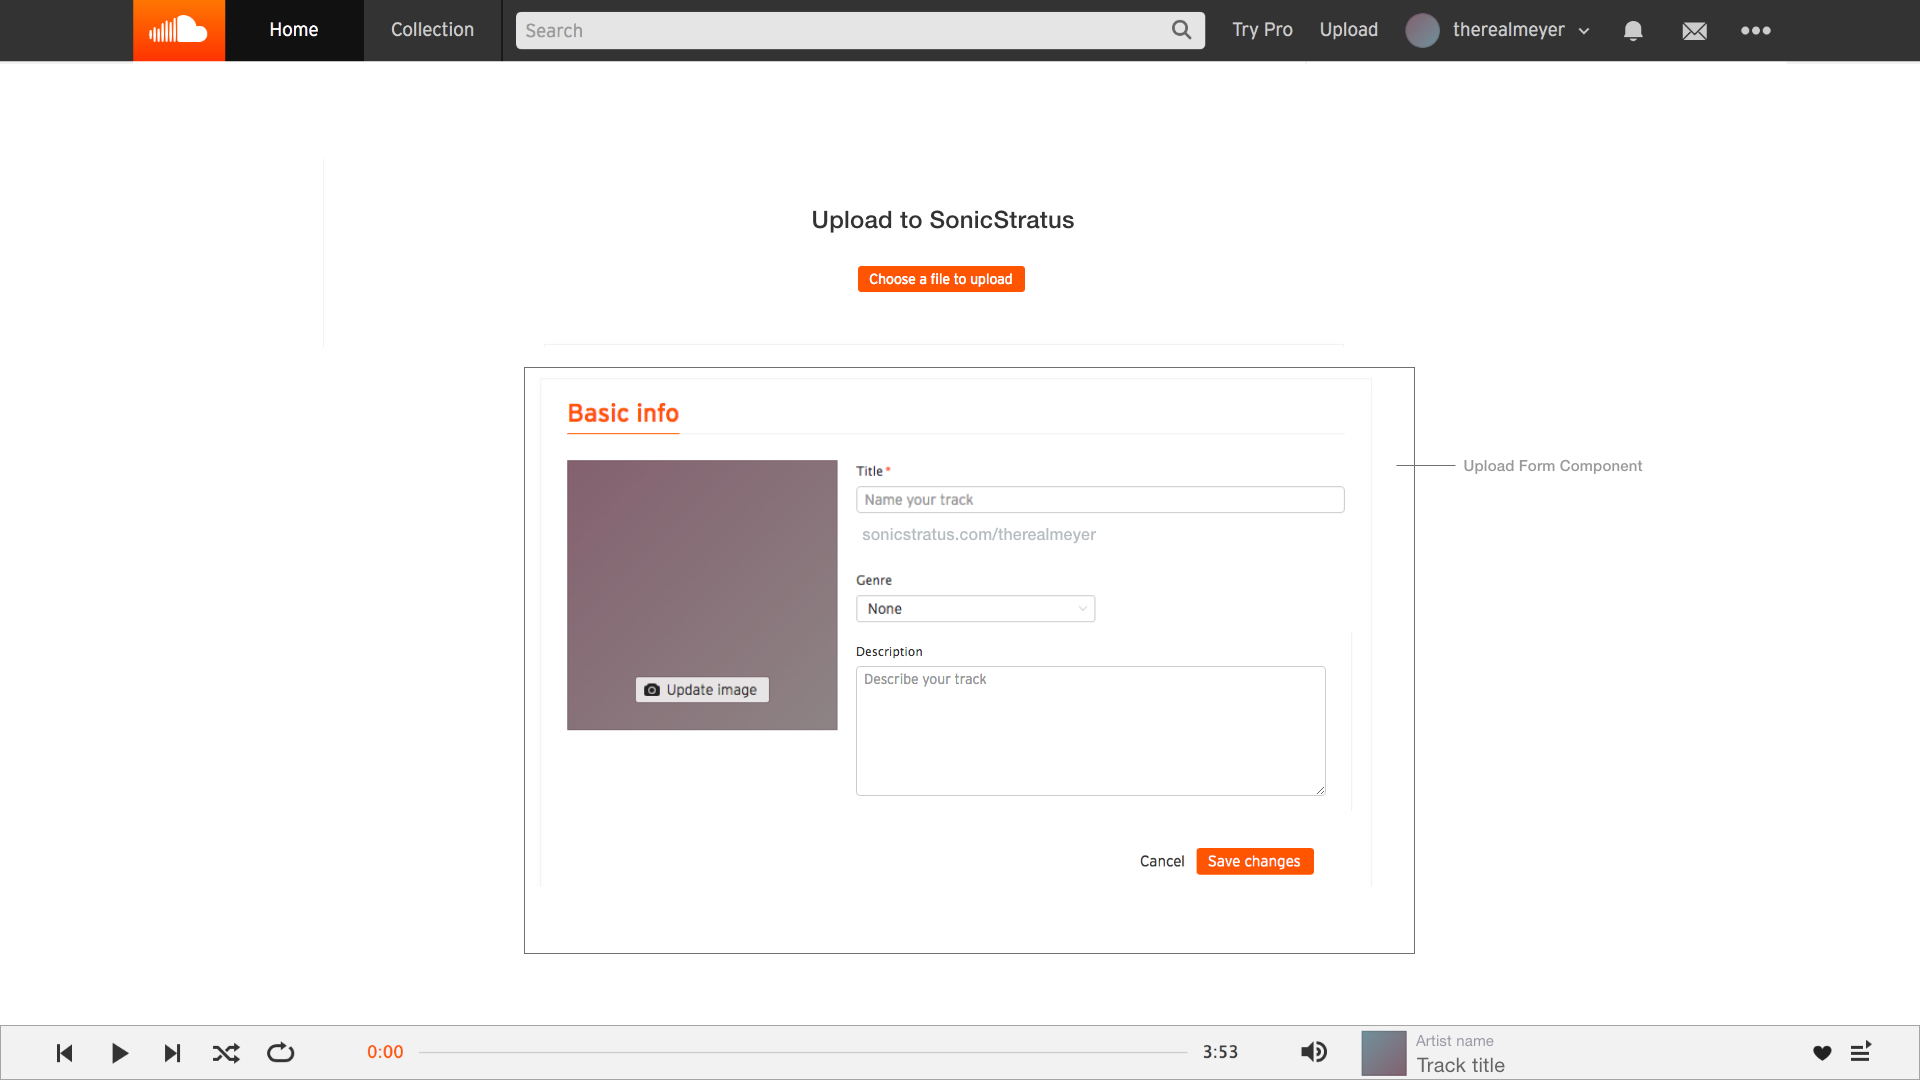 Home Collection Search Try Pro Upload therealmeyer
Upload to SonicStratus
Choose a file to upload
Basic info
Upload Form Component
Title*
Name your track
sonicstratus.com/therealmeyer
Genre
None
Description
Describe your track
Update image
Cancel Save changes
0:00 3:53
Artist name
Track title